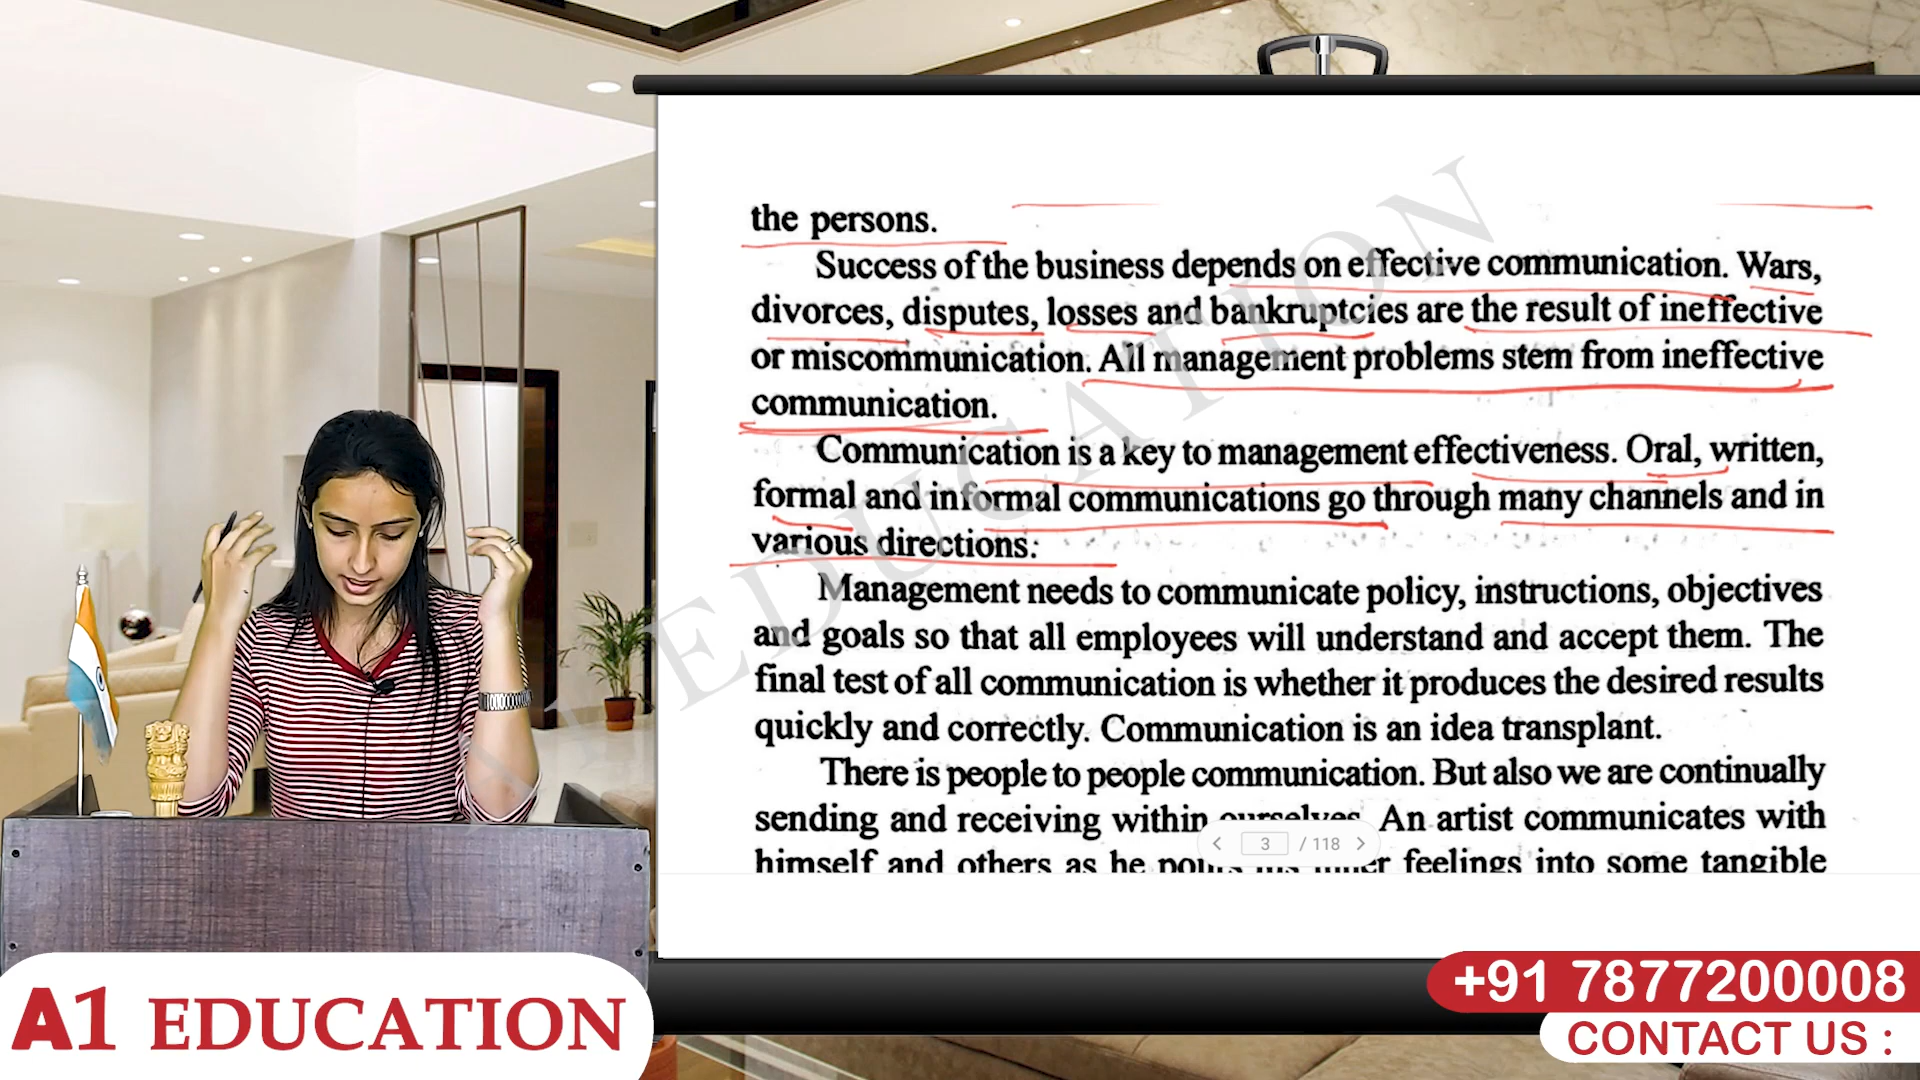 the persons.
Success of the business depends on effective communication. Wars,
divorces, disputes, losses and bankruptcies are the result of ineffective
or miscommunication. All management problems stem from ineffective
communication.
Communication is a key to management effectiveness. Oral, written,
formal and informal communications go through many channels and in
various directions:
Management needs to communicate policy, instructions, objectives
and goals so that all employees will understand and accept them. The
final test of all communication is whether it produces the desired results
quickly and correctly. Communication is an idea transplant.
There is people to people communication. But also we are continually
sending and receiving within ourselves. An artist communicates with
himself and others as he feelings into some tangible
3 / 118
A1 EDUCATION
A1 EDUCATION
+91 7877200008
CONTACT US :